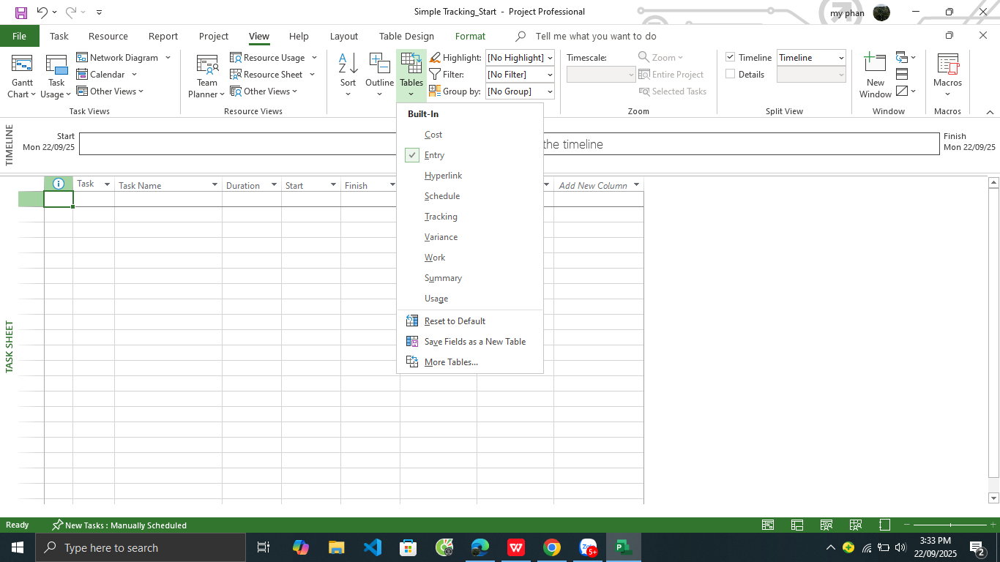 Simple Tracking_Start - Project Professional
my phan
File Task Resource Report Project View Help Layout Table Design Format Tell me what you want to do
Gantt Chart
Task Usage
Network Diagram
Calendar
Other Views
Task Views
Team Planner
Resource Usage
Resource Sheet
Other Views
Resource Views
Sort
Outline
Tables
Highlight: [No Highlight]
Filter: [No Filter]
Group by: [No Group]
Timescale:
Zoom
Entire Project
Selected Tasks
Zoom
Timeline Timeline
Details
Split View
New Window
Window
Macros
Macros
TIMELINE
Start
Mon 22/09/25
the timeline
Finish
Mon 22/09/25
Task Task Name Duration Start Finish Add New Column
Built-In
Cost
Entry
Hyperlink
Schedule
Tracking
Variance
Work
Summary
Usage
Reset to Default
Save Fields as a New Table
More Tables...
TASK SHEET
Ready New Tasks : Manually Scheduled
Type here to search
Zalo
5+
3:33 PM
22/09/2025
2